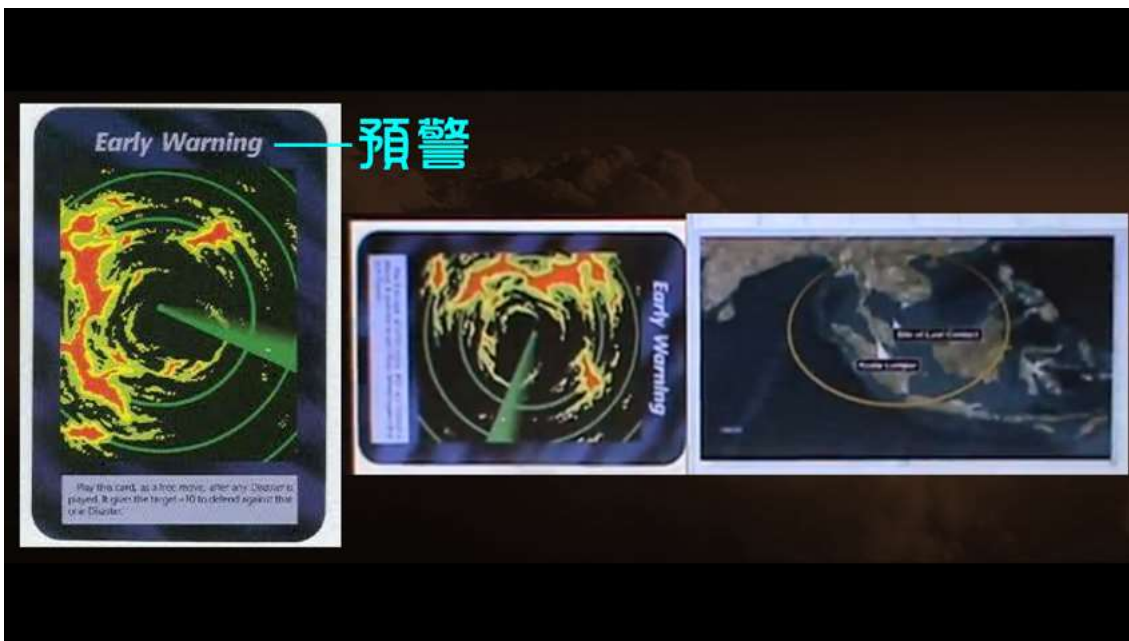 Early Warning
預警
Play this card, as a free move, after any Disaster is
played. It gives the target +10 to defend against that
one Disaster.
Early Warning
Site of Last Contact
Kuala Lumpur